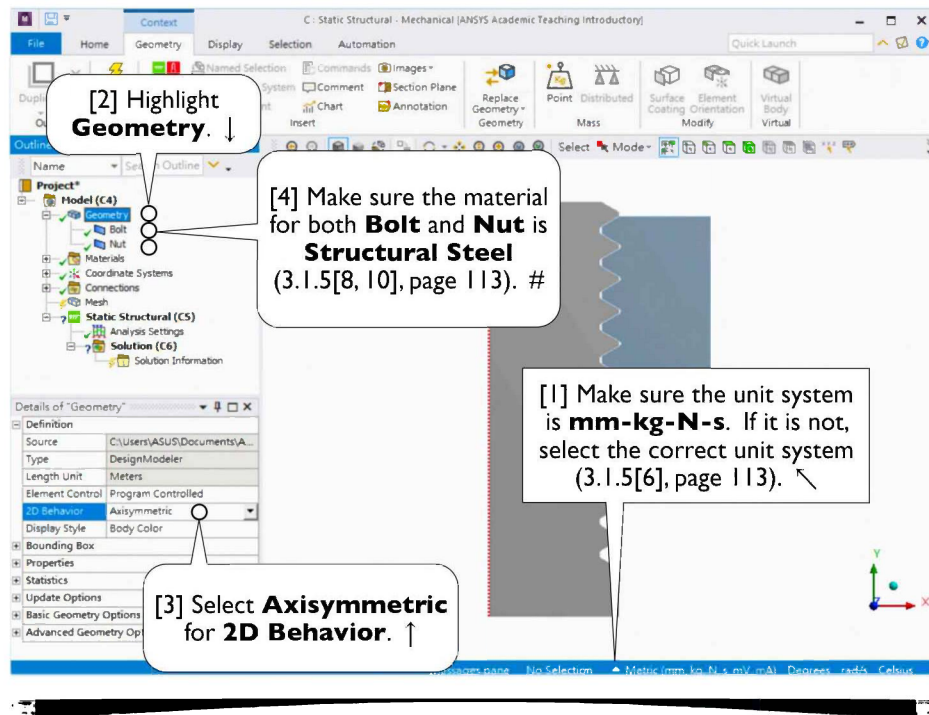 Context
C : Static Structural - Mechanical [ANSYS Academic Teaching Introductory]
File Home Geometry Display Selection Automation
Quick Launch
Named Selection Commands Images
System Comment Section Plane
Chart Annotation
Replace Geometry
Point Distributed
Surface Coating Element Orientation
Virtual Body
Insert Geometry Mass Modify Virtual
Outline
Name Search Outline
Select Mode
[2] Highlight
Geometry. ↓
[4] Make sure the material
for both Bolt and Nut is
Structural Steel
(3.1.5[8, 10], page 113). #
Project*
Model (C4)
Geometry
Bolt
Nut
Materials
Coordinate Systems
Connections
Mesh
Static Structural (C5)
Analysis Settings
Solution (C6)
Solution Information
[1] Make sure the unit system
is mm-kg-N-s. If it is not,
select the correct unit system
(3.1.5[6], page 113). ↖
Details of "Geometry"
Definition
Source C:\Users\ASUS\Documents\A...
Type DesignModeler
Length Unit Meters
Element Control Program Controlled
2D Behavior Axisymmetric
Display Style Body Color
Bounding Box
Properties
Statistics
Update Options
Basic Geometry Options
Advanced Geometry Opt
[3] Select Axisymmetric
for 2D Behavior. ↑
Y
Z
X
Messages pane No Selection Metric (mm, kg, N, s, mV, mA) Degrees rad/s Celsius